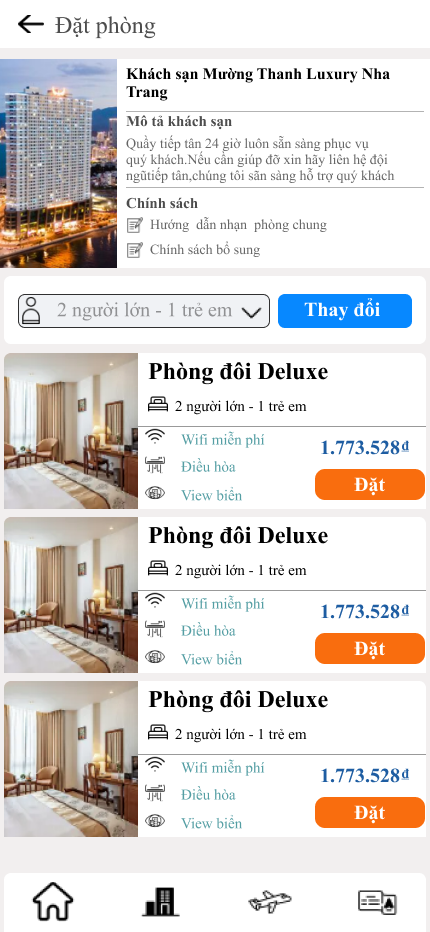 Đặt phòng
Khách sạn Mường Thanh Luxury Nha
Trang
Mô tả khách sạn
Quầy tiếp tân 24 giờ luôn sẵn sàng phục vụ
quý khách.Nếu cần giúp đỡ xin hãy liên hệ đội
ngũtiếp tân,chúng tôi sãn sàng hỗ trợ quý khách
Chính sách
Hướng dẫn nhạn phòng chung
Chính sách bổ sung
2 người lớn - 1 trẻ em
Thay đổi
Phòng đôi Deluxe
2 người lớn - 1 trẻ em
Wifi miễn phí
1.773.528₫
Điều hòa
Đặt
View biển
Phòng đôi Deluxe
2 người lớn - 1 trẻ em
Wifi miễn phí
1.773.528₫
Điều hòa
Đặt
View biển
Phòng đôi Deluxe
2 người lớn - 1 trẻ em
Wifi miễn phí
1.773.528₫
Điều hòa
Đặt
View biển